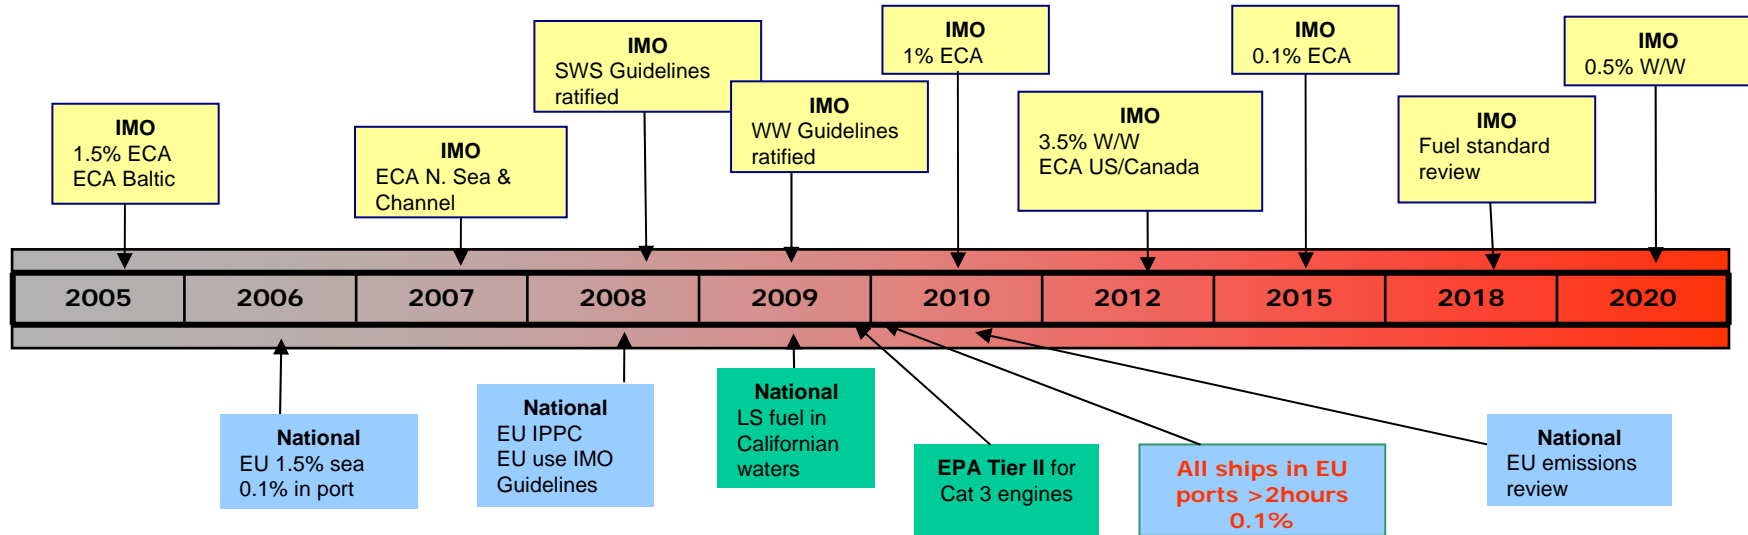 IMO
1.5% ECA
ECA Baltic
IMO
ECA N. Sea &
Channel
IMO
SWS Guidelines
ratified
IMO
WW Guidelines
ratified
IMO
1% ECA
IMO
3.5% W/W
ECA US/Canada
IMO
0.1% ECA
IMO
Fuel standard
review
IMO
0.5% W/W
2005
2006
2007
2008
2009
2010
2012
2015
2018
2020
National
EU 1.5% sea
0.1% in port
National
EU IPPC
EU use IMO
Guidelines
National
LS fuel in
Californian
waters
EPA Tier II for
Cat 3 engines
All ships in EU
ports >2hours
0.1%
National
EU emissions
review